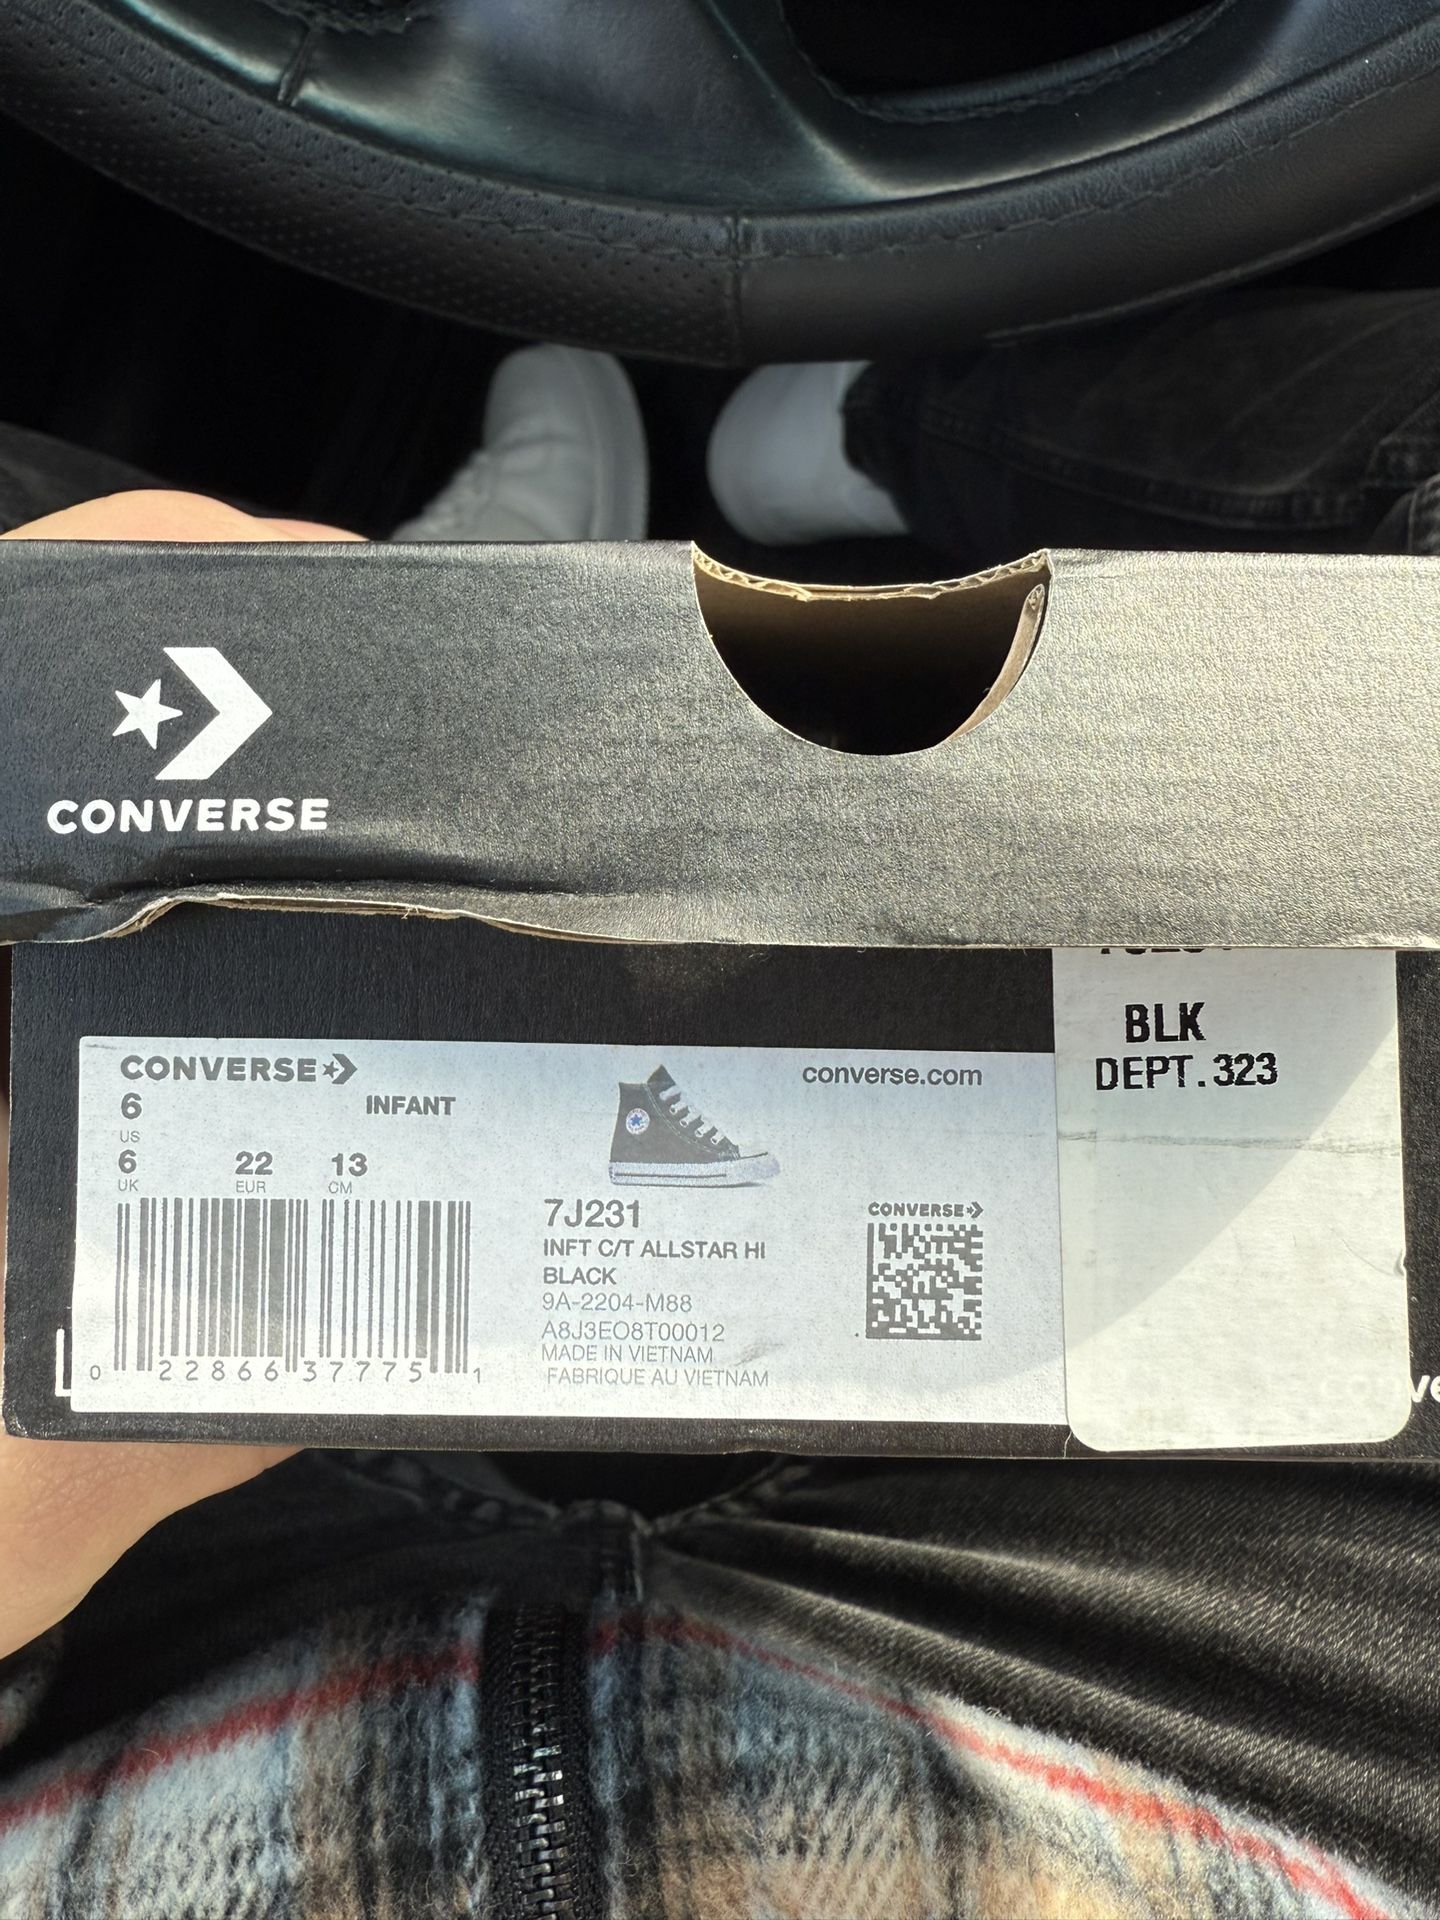 CONVERSE
CONVERSE
converse.com
6
INFANT
US
6 22 13
UK EUR CM
7J231
INFT C/T ALLSTAR HI
BLACK
9A-2204-M88
A8J3EO8T00012
MADE IN VIETNAM
FABRIQUE AU VIETNAM
0 22866 37775 1
CONVERSE
BLK
DEPT.323